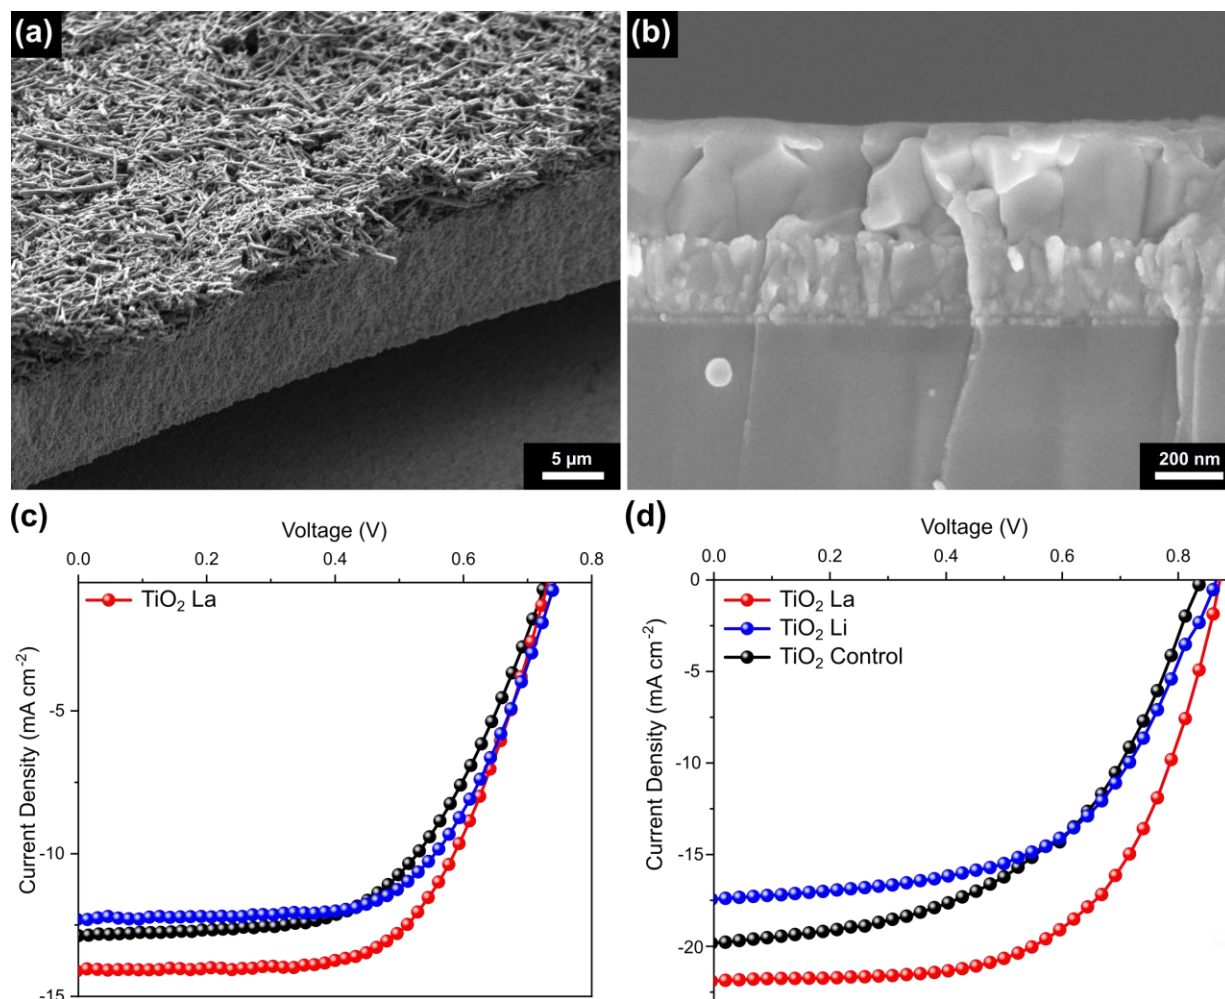 (a)
5 µm
(b)
200 nm
(c)
Voltage (V)
0.0 0.2 0.4 0.6 0.8
TiO₂ La
-5
-10
-15
Current Density (mA cm⁻²)
(d)
Voltage (V)
0.0 0.2 0.4 0.6 0.8
0
TiO₂ La
TiO₂ Li
TiO₂ Control
-5
-10
-15
-20
Current Density (mA cm⁻²)